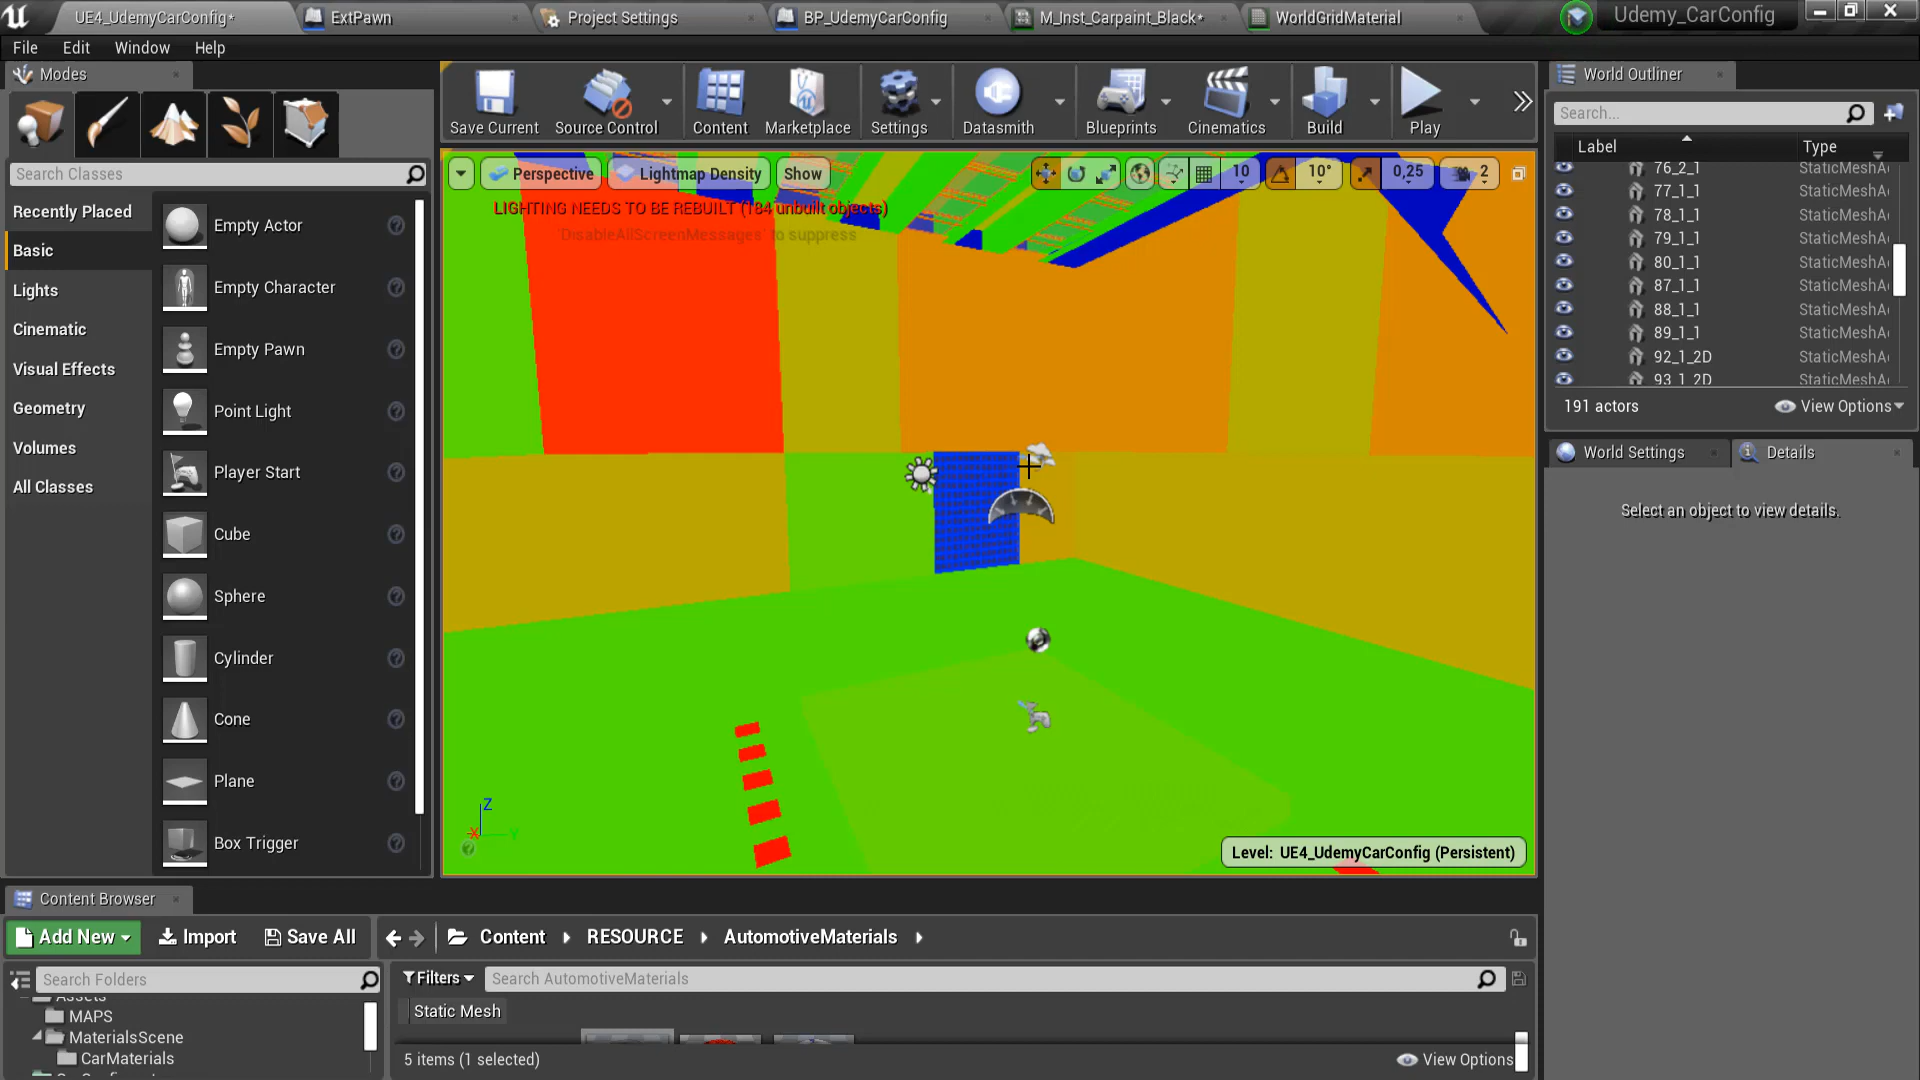 UE4_UdemyCarConfig*
ExtPawn
Project Settings
BP_UdemyCarConfig
M_Inst_Carpaint_Black*
WorldGridMaterial
Udemy_CarConfig
File
Edit
Window
Help
Modes
Search Classes
Recently Placed
Basic
Lights
Cinematic
Visual Effects
Geometry
Volumes
All Classes
Empty Actor
Empty Character
Empty Pawn
Point Light
Player Start
Cube
Sphere
Cylinder
Cone
Plane
Box Trigger
Save Current
Source Control
Content
Marketplace
Settings
Datasmith
Blueprints
Cinematics
Build
Play
Perspective
Lightmap Density
Show
10
10°
0,25
2
LIGHTING NEEDS TO BE REBUILT (184 unbuilt objects)
'DisableAllScreenMessages' to suppress
Z
X
Y
Level: UE4_UdemyCarConfig (Persistent)
World Outliner
Search...
Label
Type
76_2_1 StaticMeshA
77_1_1 StaticMeshA
78_1_1 StaticMeshA
79_1_1 StaticMeshA
80_1_1 StaticMeshA
87_1_1 StaticMeshA
88_1_1 StaticMeshA
89_1_1 StaticMeshA
92_1_2D StaticMeshA
93_1_2D StaticMeshA
191 actors
View Options
World Settings
Details
Select an object to view details.
Content Browser
Add New
Import
Save All
Content
RESOURCE
AutomotiveMaterials
Search Folders
Filters
Search AutomotiveMaterials
Assets
MAPS
MaterialsScene
CarMaterials
Static Mesh
5 items (1 selected)
View Options